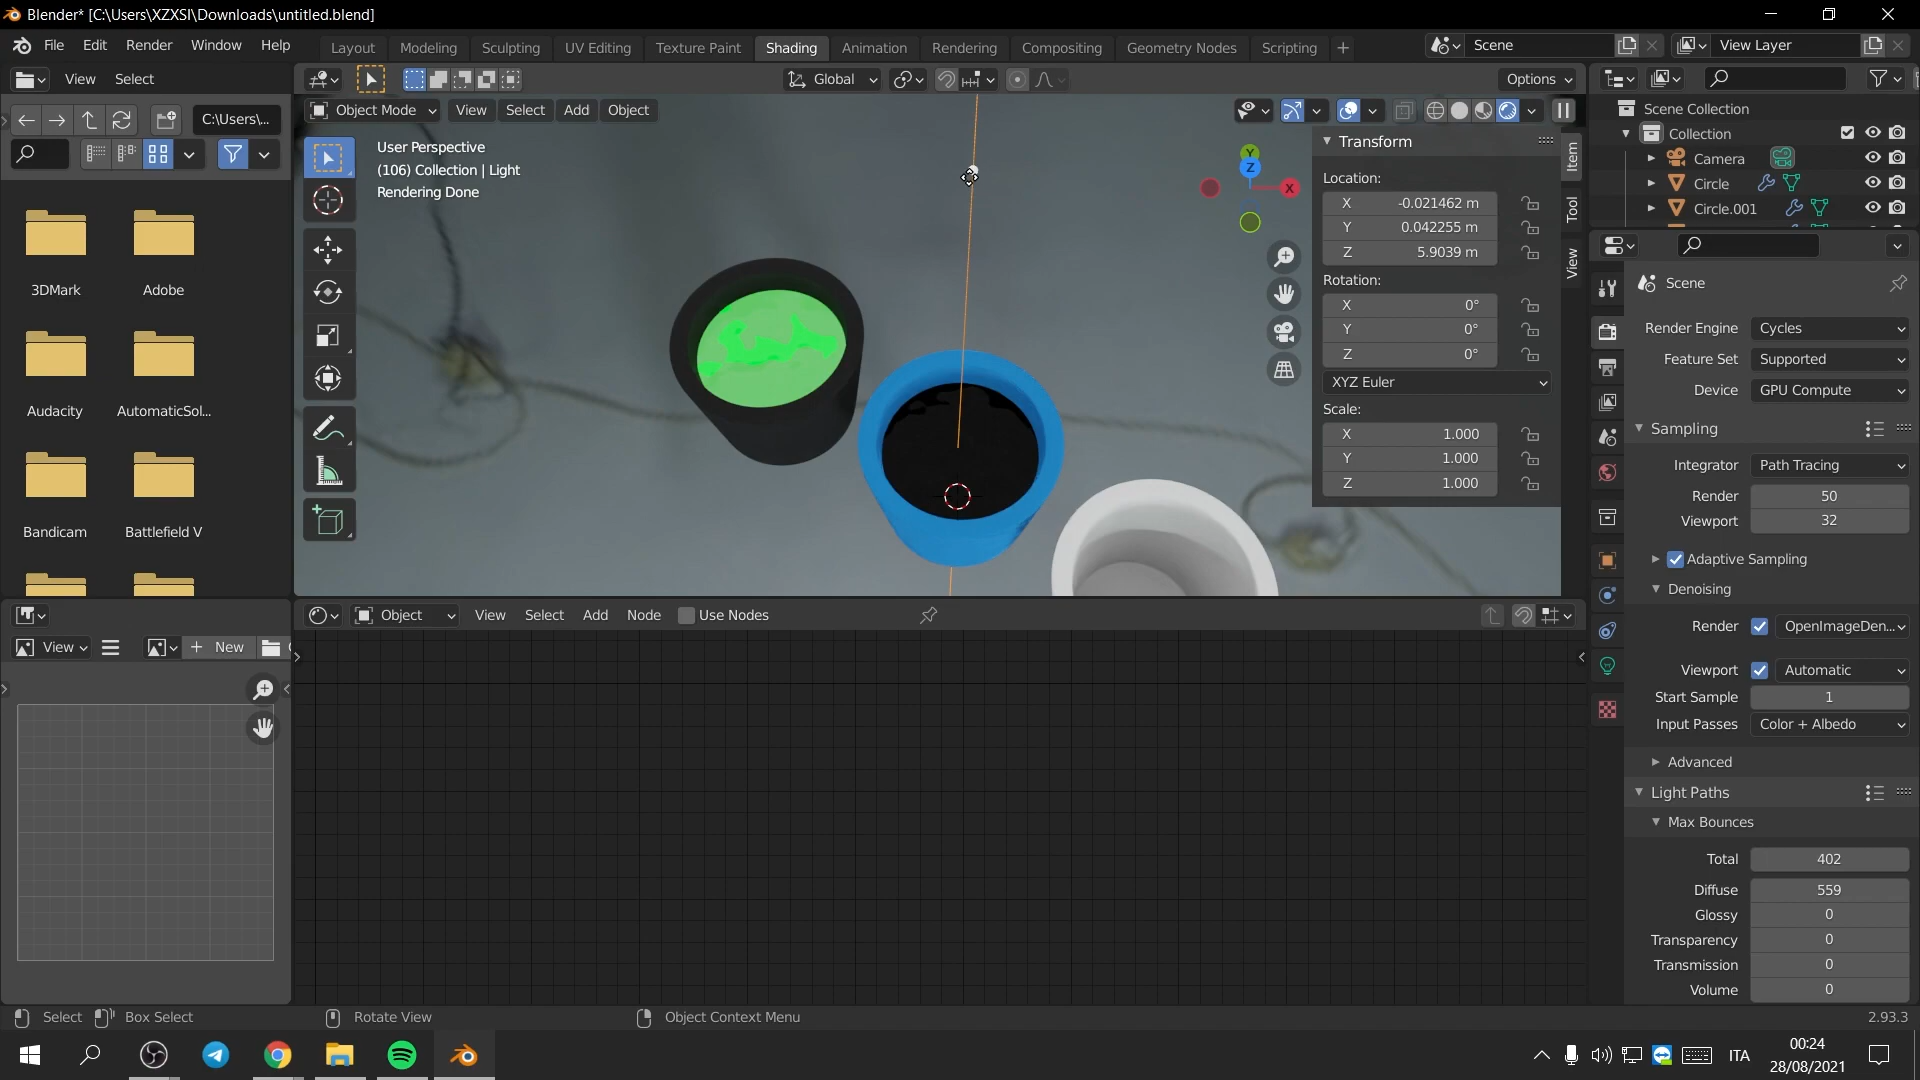 Blender* [C:\Users\XZXSI\Downloads\untitled.blend]
File Edit Render Window Help
Layout Modeling Sculpting UV Editing Texture Paint Shading Animation Rendering Compositing Geometry Nodes Scripting +
Scene
View Layer
View Select
C:\Users\...
3DMark Adobe
Audacity AutomaticSol...
Bandicam Battlefield V
Global
Options
Object Mode View Select Add Object
User Perspective
(106) Collection | Light
Rendering Done
Y
Z
X
Transform
Location:
X -0.021462 m
Y 0.042255 m
Z 5.9039 m
Rotation:
X 0°
Y 0°
Z 0°
XYZ Euler
Scale:
X 1.000
Y 1.000
Z 1.000
Item
Tool
View
Scene Collection
Collection
Camera
Circle
Circle.001
Scene
Render Engine Cycles
Feature Set Supported
Device GPU Compute
Sampling
Integrator Path Tracing
Render 50
Viewport 32
Adaptive Sampling
Denoising
Render OpenImageDen...
Viewport Automatic
Start Sample 1
Input Passes Color + Albedo
Advanced
Light Paths
Max Bounces
Total 402
Diffuse 559
Glossy 0
Transparency 0
Transmission 0
Volume 0
Object View Select Add Node Use Nodes
View + New
Select Box Select Rotate View Object Context Menu 2.93.3
ITA
00:24
28/08/2021